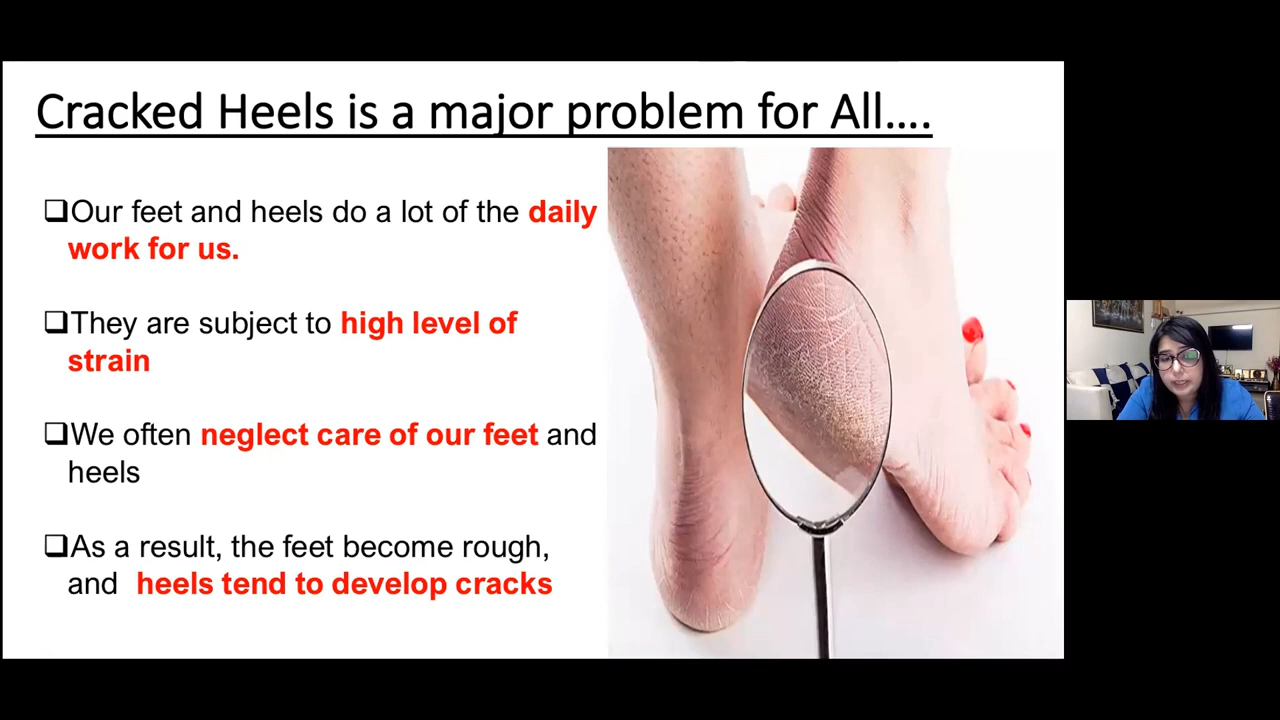 Cracked Heels is a major problem for All....
❑Our feet and heels do a lot of the daily
work for us.
❑They are subject to high level of
strain
❑We often neglect care of our feet and
heels
❑As a result, the feet become rough,
and heels tend to develop cracks